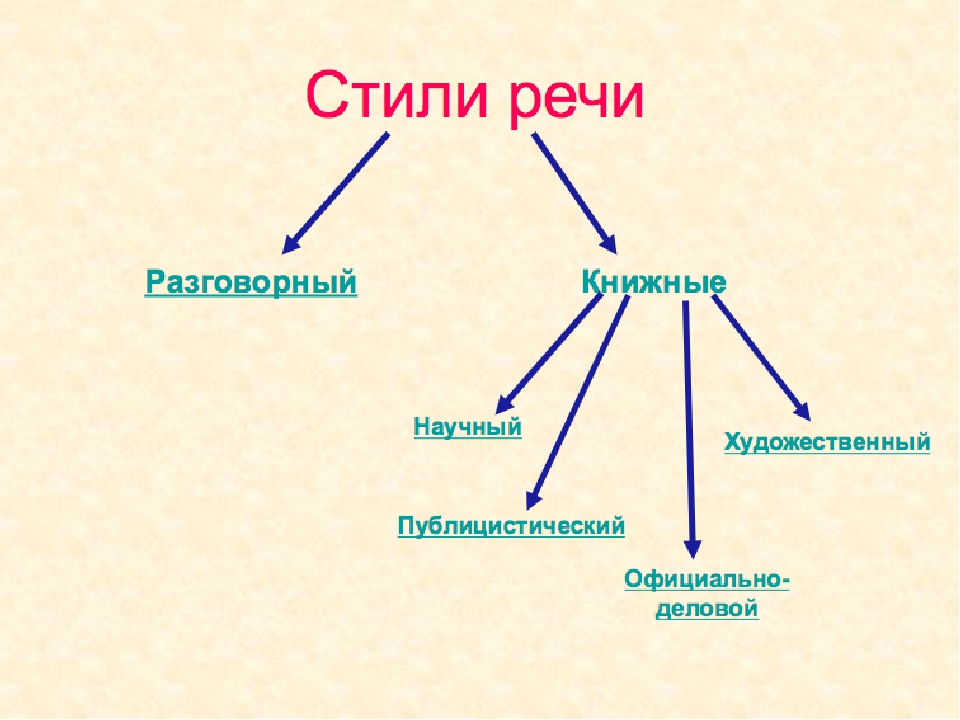 Стили речи
Разговорный
Книжные
Научный
Художественный
Публицистический
Официально-
деловой